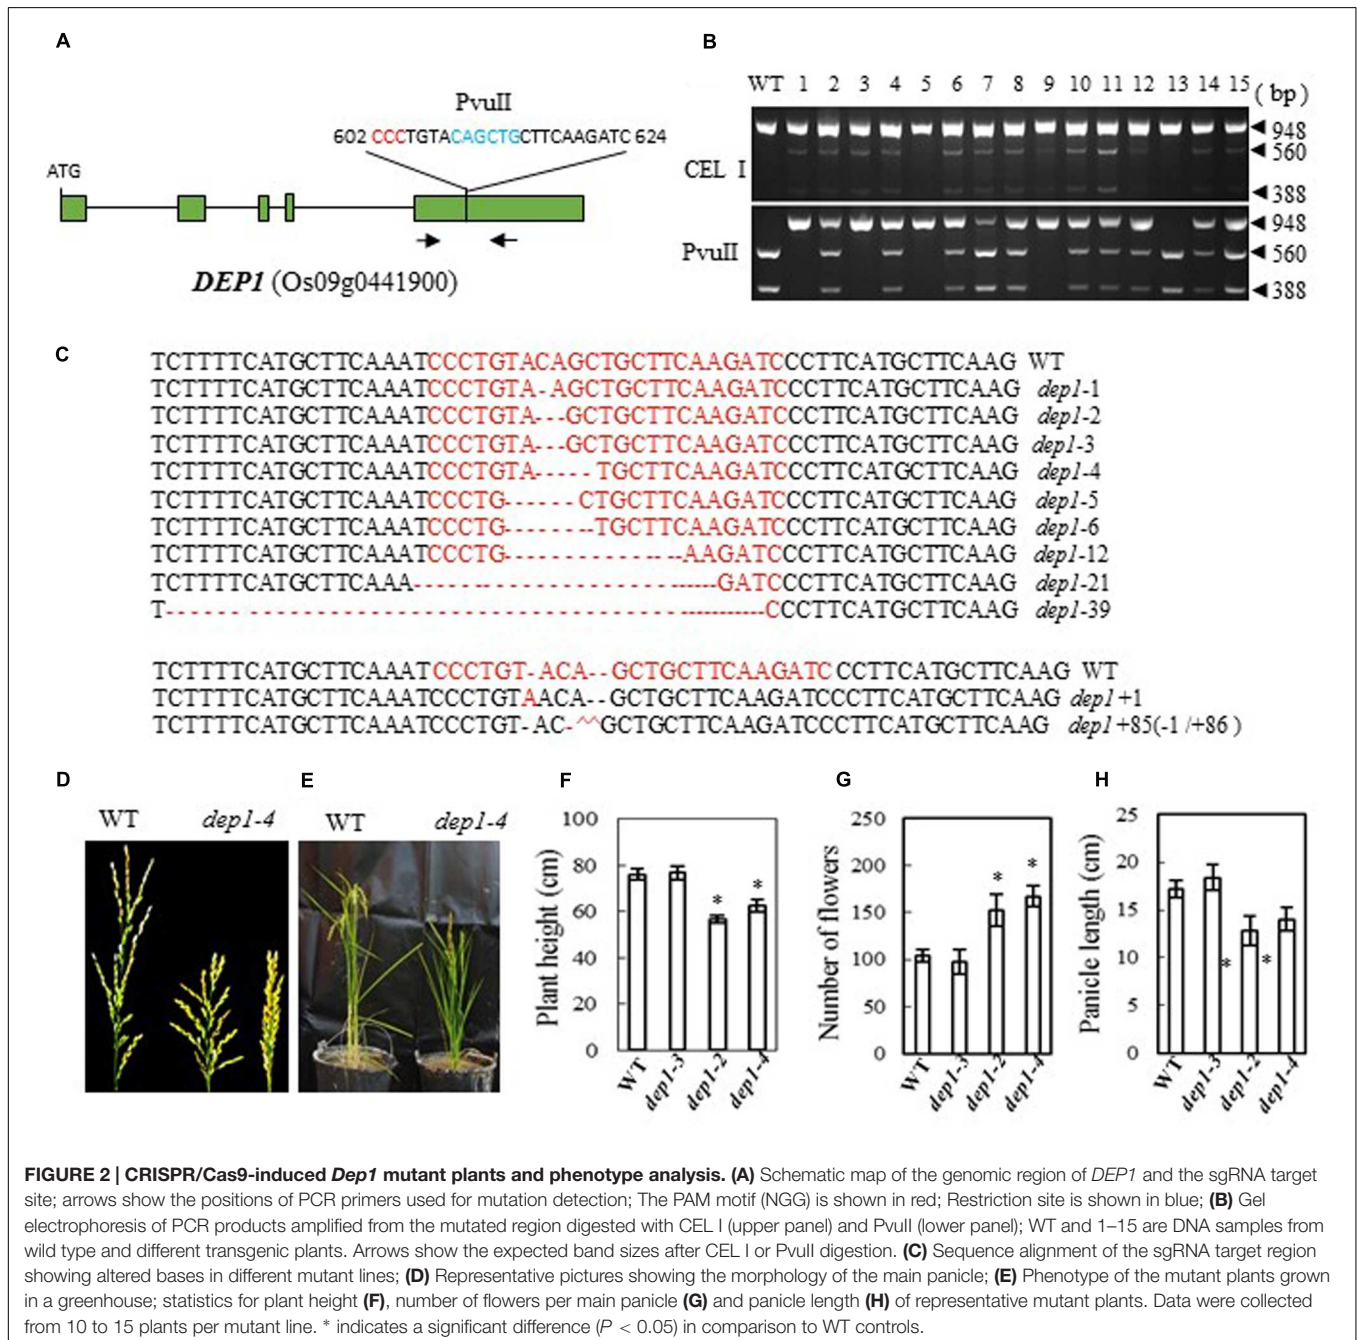 A
PvuII
602 CCCTGTACAGCTGCTTCAAGATC 624
ATG
DEP1 (Os09g0441900)
B
WT 1 2 3 4 5 6 7 8 9 10 11 12 13 14 15 ( bp)
CEL I
948
560
388
PvuII
948
560
388
C
TCTTTTCATGCTTCAAATCCCTGTACAGCTGCTTCAAGATCCCCTTCATGCTTCAAG WT
TCTTTTCATGCTTCAAATCCCTGTA-AGCTGCTTCAAGATCCCCTTCATGCTTCAAG dep1-1
TCTTTTCATGCTTCAAATCCCTGTA---GCTGCTTCAAGATCCCCTTCATGCTTCAAG dep1-2
TCTTTTCATGCTTCAAATCCCTGTA---GCTGCTTCAAGATCCCCTTCATGCTTCAAG dep1-3
TCTTTTCATGCTTCAAATCCCTGTA-----TGCTTCAAGATCCCCTTCATGCTTCAAG dep1-4
TCTTTTCATGCTTCAAATCCCTG------CTGCTTCAAGATCCCCTTCATGCTTCAAG dep1-5
TCTTTTCATGCTTCAAATCCCTG-------TGCTTCAAGATCCCCTTCATGCTTCAAG dep1-6
TCTTTTCATGCTTCAAATCCCTG--------------AAGATCCCCTTCATGCTTCAAG dep1-12
TCTTTTCATGCTTCAAA-----------------------GATCCCCTTCATGCTTCAAG dep1-21
T-----------------------------------------CCCCTTCATGCTTCAAG dep1-39
TCTTTTCATGCTTCAAATCCCTGT-ACA--GCTGCTTCAAGATC CCCTTCATGCTTCAAG WT
TCTTTTCATGCTTCAAATCCCTGTAACA--GCTGCTTCAAGATCCCCTTCATGCTTCAAG dep1+1
TCTTTTCATGCTTCAAATCCCTGT-AC-^^GCTGCTTCAAGATCCCCTTCATGCTTCAAG dep1+85(-1 /+86 )
D
WT dep1-4
E
WT dep1-4
F
Plant height (cm)
100
80
60
40
20
0
* *
WT dep1-3 dep1-2 dep1-4
G
Number of flowers
250
200
150
100
50
0
* *
WT dep1-3 dep1-2 dep1-4
H
Panicle length (cm)
25
20
15
10
5
0
* *
WT dep1-3 dep1-2 dep1-4
FIGURE 2 | CRISPR/Cas9-induced Dep1 mutant plants and phenotype analysis. (A) Schematic map of the genomic region of DEP1 and the sgRNA target
site; arrows show the positions of PCR primers used for mutation detection; The PAM motif (NGG) is shown in red; Restriction site is shown in blue; (B) Gel
electrophoresis of PCR products amplified from the mutated region digested with CEL I (upper panel) and PvuII (lower panel); WT and 1–15 are DNA samples from
wild type and different transgenic plants. Arrows show the expected band sizes after CEL I or PvuII digestion. (C) Sequence alignment of the sgRNA target region
showing altered bases in different mutant lines; (D) Representative pictures showing the morphology of the main panicle; (E) Phenotype of the mutant plants grown
in a greenhouse; statistics for plant height (F), number of flowers per main panicle (G) and panicle length (H) of representative mutant plants. Data were collected
from 10 to 15 plants per mutant line. * indicates a significant difference (P < 0.05) in comparison to WT controls.